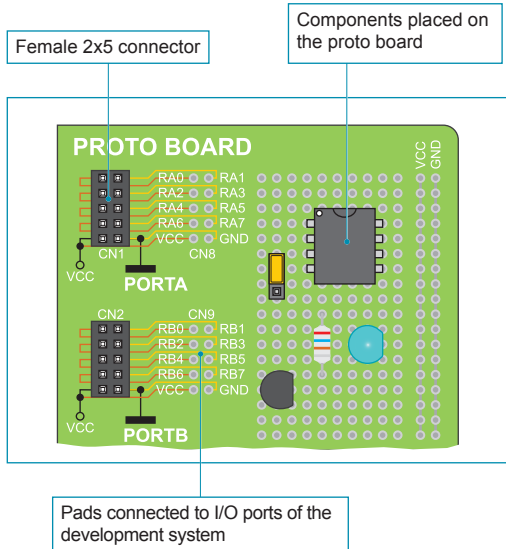 Components placed on
the proto board
Female 2x5 connector
PROTO BOARD
VCC
GND
RA0 RA1
RA2 RA3
RA4 RA5
RA6 RA7
VCC GND
CN1 CN8
VCC
PORTA
CN2 CN9
RB0 RB1
RB2 RB3
RB4 RB5
RB6 RB7
VCC GND
VCC
PORTB
Pads connected to I/O ports of the
development system